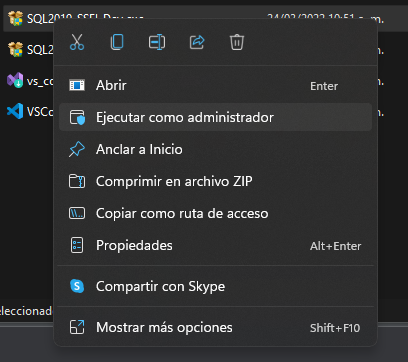 SQL2019-SSEI-Dev.exe 24/02/2022 10:51 a. m.
SQL2 m.
vs_co m.
VSCo m.
Abrir Enter
Ejecutar como administrador
Anclar a Inicio
Comprimir en archivo ZIP
Copiar como ruta de acceso
Propiedades Alt+Enter
Compartir con Skype
eleccionad
Mostrar más opciones Shift+F10